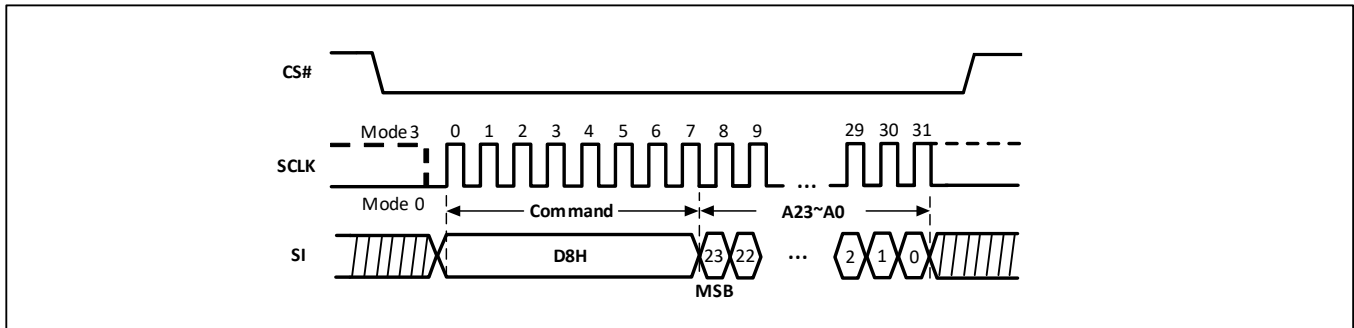 CS#
Mode 3 0 1 2 3 4 5 6 7 8 9 29 30 31
SCLK
...
Mode 0 Command A23~A0
SI D8H 23 22 ... 2 1 0
MSB